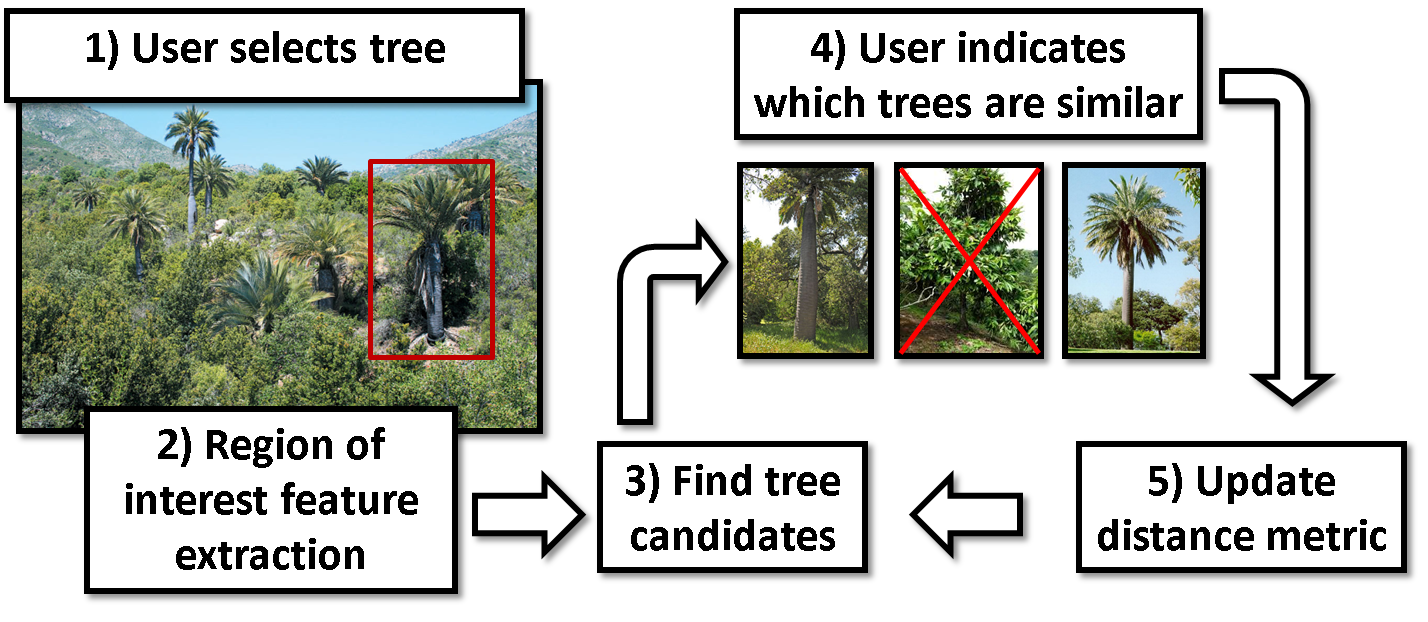 1) User selects tree
2) Region of
interest feature
extraction
3) Find tree
candidates
4) User indicates
which trees are similar
5) Update
distance metric